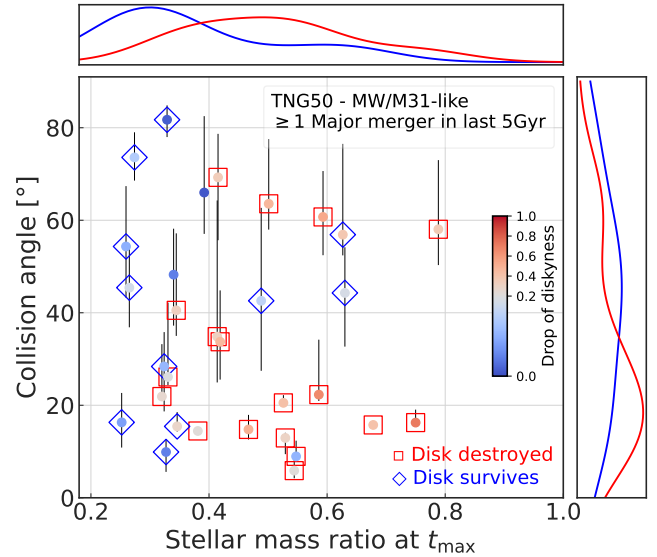 TNG50 - MW/M31-like
≥1 Major merger in last 5Gyr
80
60
40
20
0
Collision angle [°]
1.0
0.8
0.6
0.4
0.2
0.0
Drop of diskyness
Disk destroyed
Disk survives
0.2 0.4 0.6 0.8 1.0
Stellar mass ratio at tmax